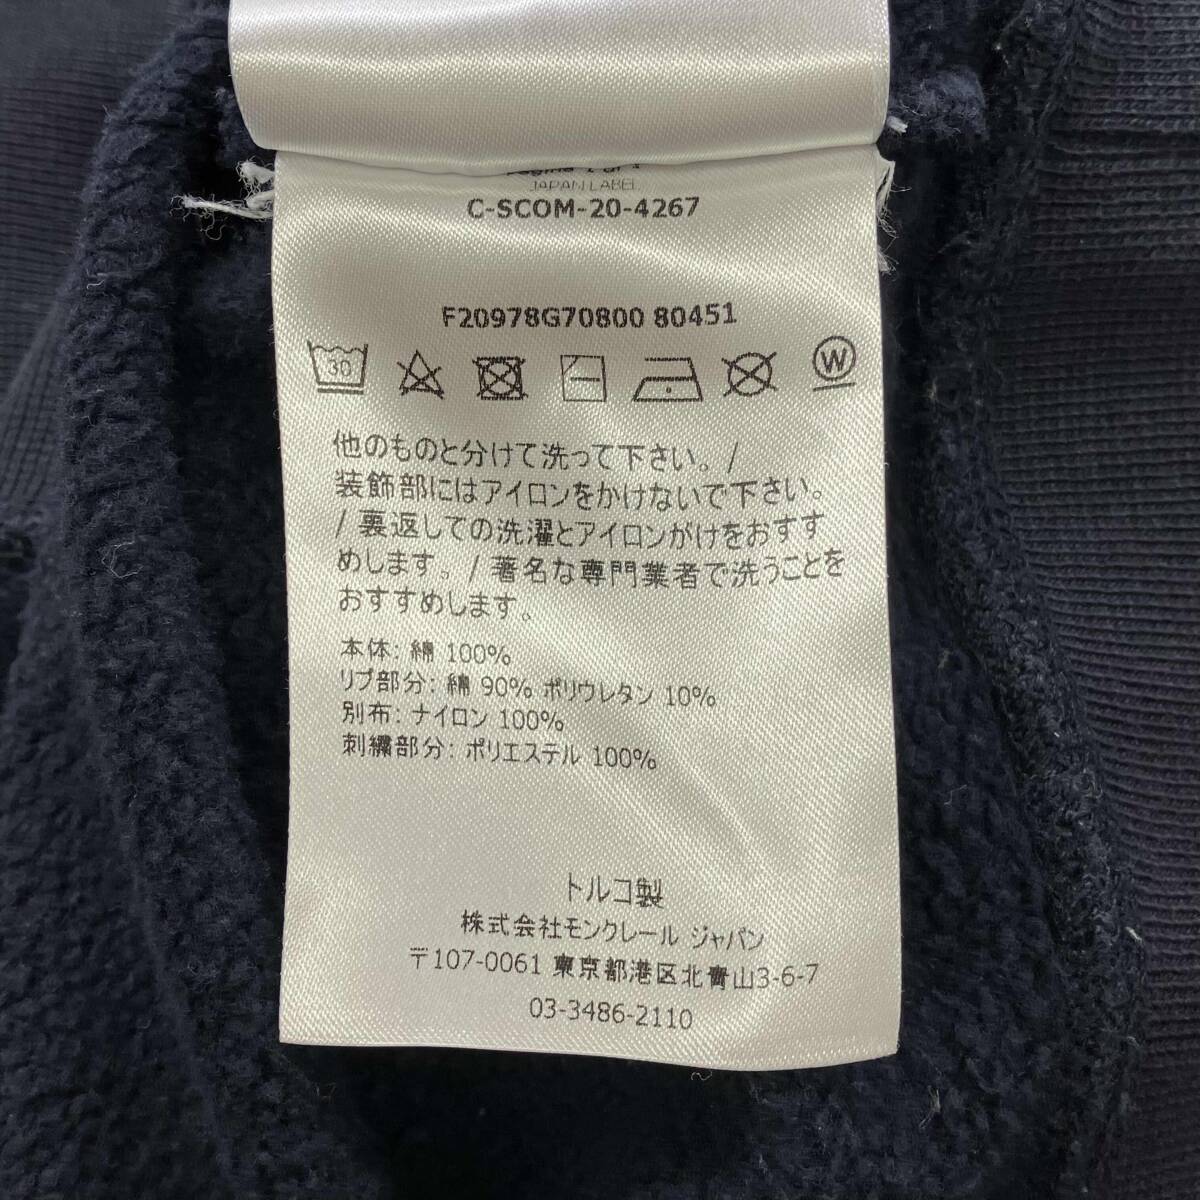 JAPAN LABEL
C-SCOM-20-4267
F20978G70800 80451
30
W
他のものと分けて洗って下さい。/
装飾部にはアイロンをかけないで下さい。
/ 裏返しての洗濯とアイロンがけをおすす
めします。/ 著名な専門業者で洗うことを
おすすめします。
本体: 綿 100%
リブ部分: 綿 90% ポリウレタン 10%
別布: ナイロン 100%
刺繍部分: ポリエステル 100%
トルコ製
株式会社モンクレール ジャパン
〒107-0061 東京都港区北青山3-6-7
03-3486-2110